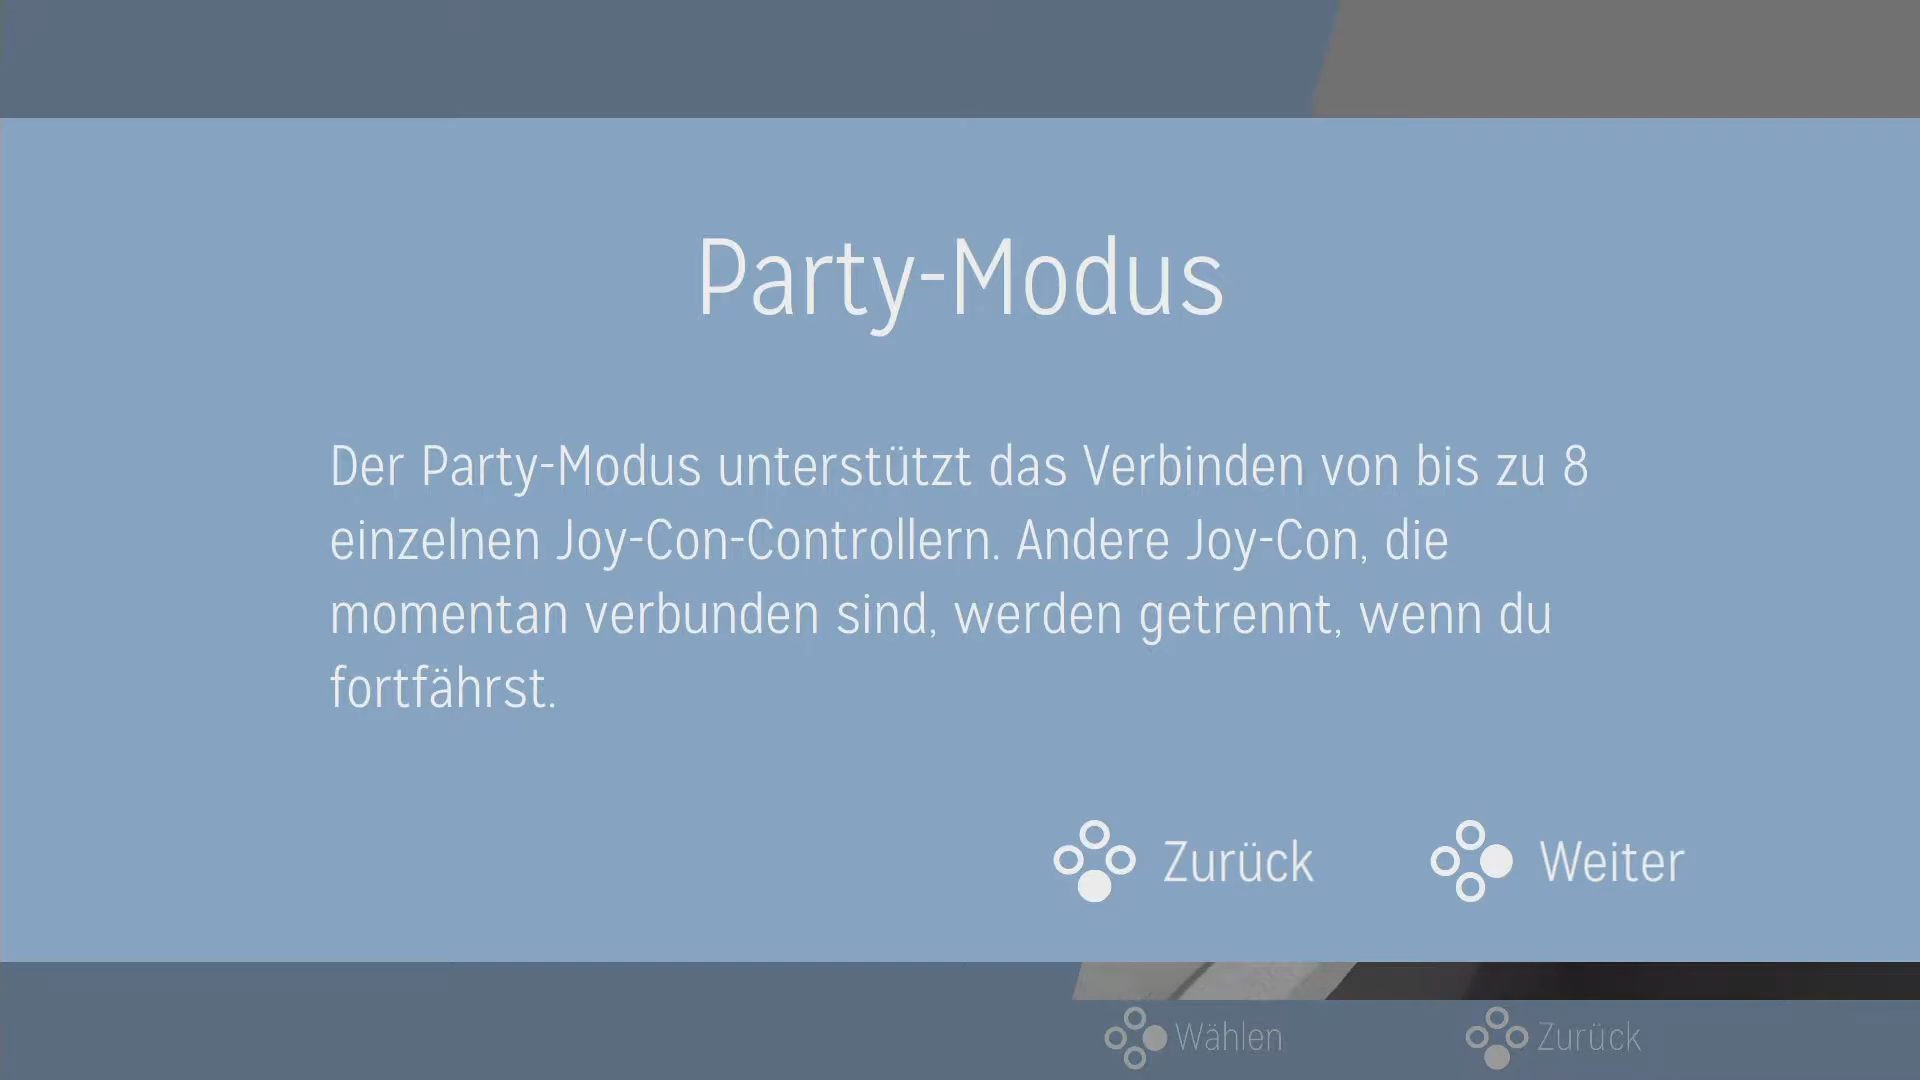 Party-Modus
Der Party-Modus unterstützt das Verbinden von bis zu 8
einzelnen Joy-Con-Controllern. Andere Joy-Con, die
momentan verbunden sind, werden getrennt, wenn du
fortfährst.
Zurück Weiter
Wählen Zurück